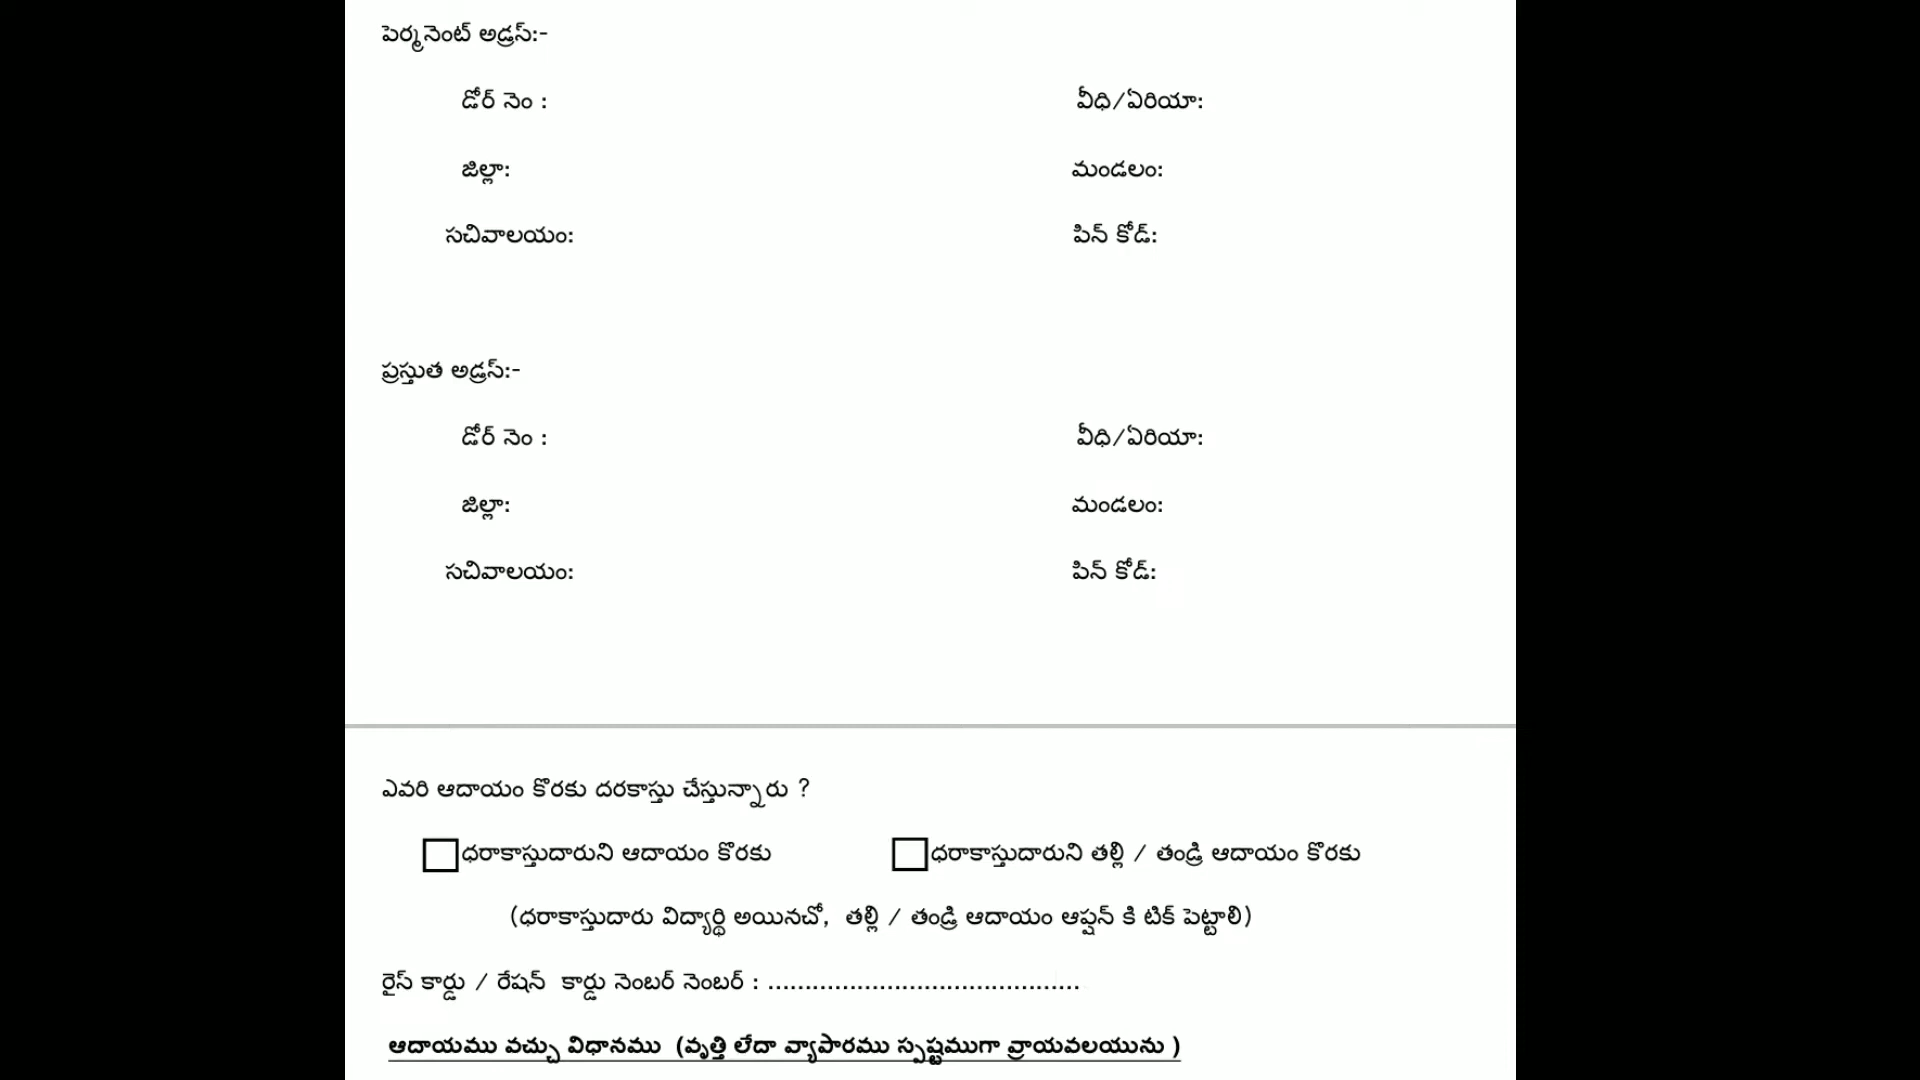 పెర్మనెంట్ అడ్రస్:-
డోర్ నెం : వీధి/ఏరియా:
జిల్లా: మండలం:
సచివాలయం: పిన్ కోడ్:
ప్రస్తుత అడ్రస్:-
డోర్ నెం : వీధి/ఏరియా:
జిల్లా: మండలం:
సచివాలయం: పిన్ కోడ్:
ఎవరి ఆదాయం కొరకు దరకాస్తు చేస్తున్నారు ?
ధరాకాస్తుదారుని ఆదాయం కొరకు ధరాకాస్తుదారుని తల్లి / తండ్రి ఆదాయం కొరకు
(ధరాకాస్తుదారు విద్యార్థి అయినచో, తల్లి / తండ్రి ఆదాయం ఆప్షన్ కి టిక్ పెట్టాలి)
రైస్ కార్డు / రేషన్ కార్డు నెంబర్ నెంబర్ : ..........................................
ఆదాయము వచ్చు విధానము (వృత్తి లేదా వ్యాపారము స్పష్టముగా వ్రాయవలయును )